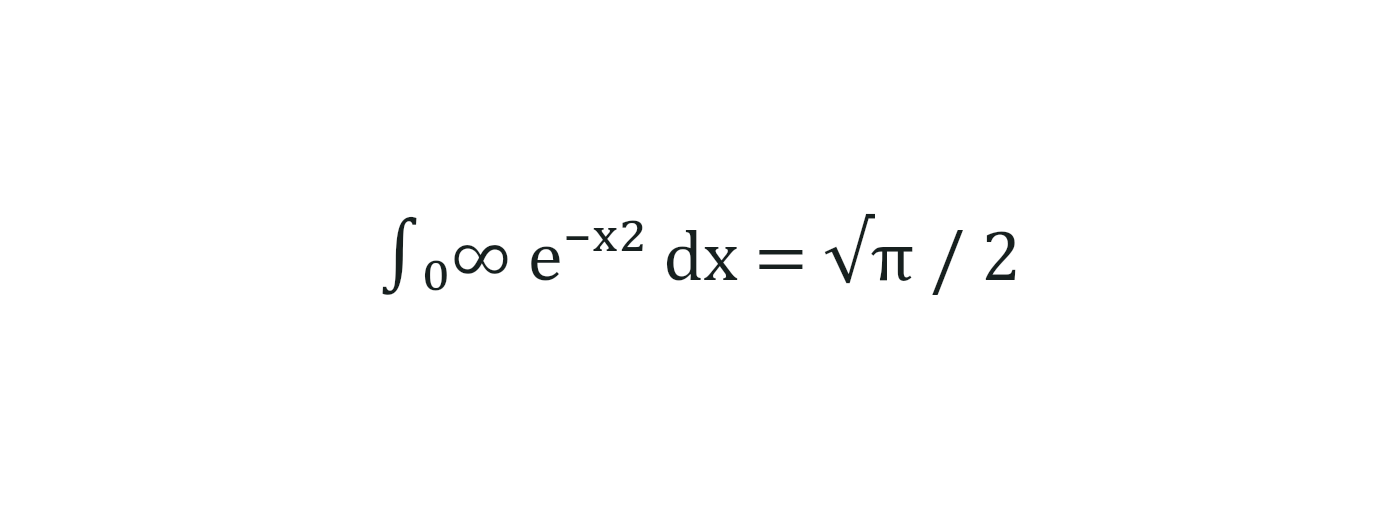 ∫₀∞ e⁻ˣ² dx = √π / 2